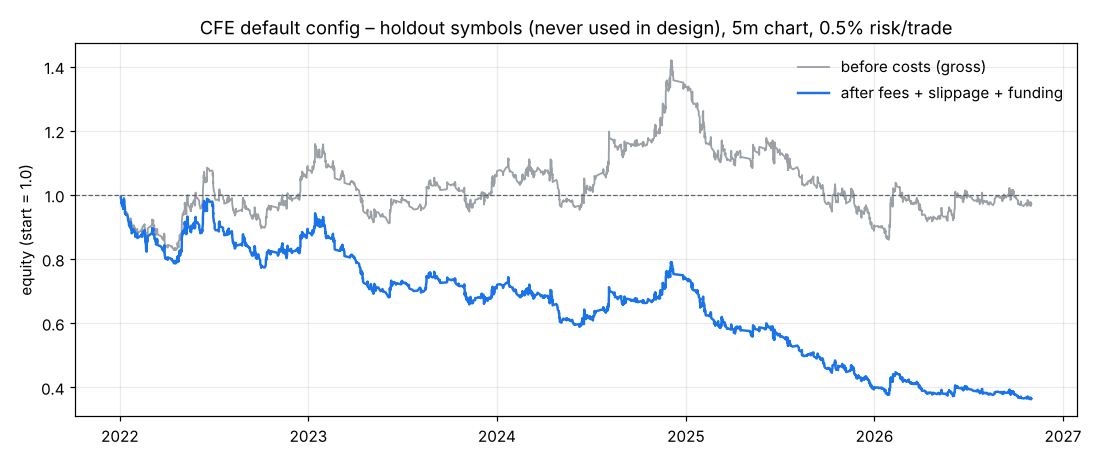 CFE default config – holdout symbols (never used in design), 5m chart, 0.5% risk/trade
before costs (gross)
after fees + slippage + funding
equity (start = 1.0)
1.4
1.2
1.0
0.8
0.6
0.4
2022 2023 2024 2025 2026 2027